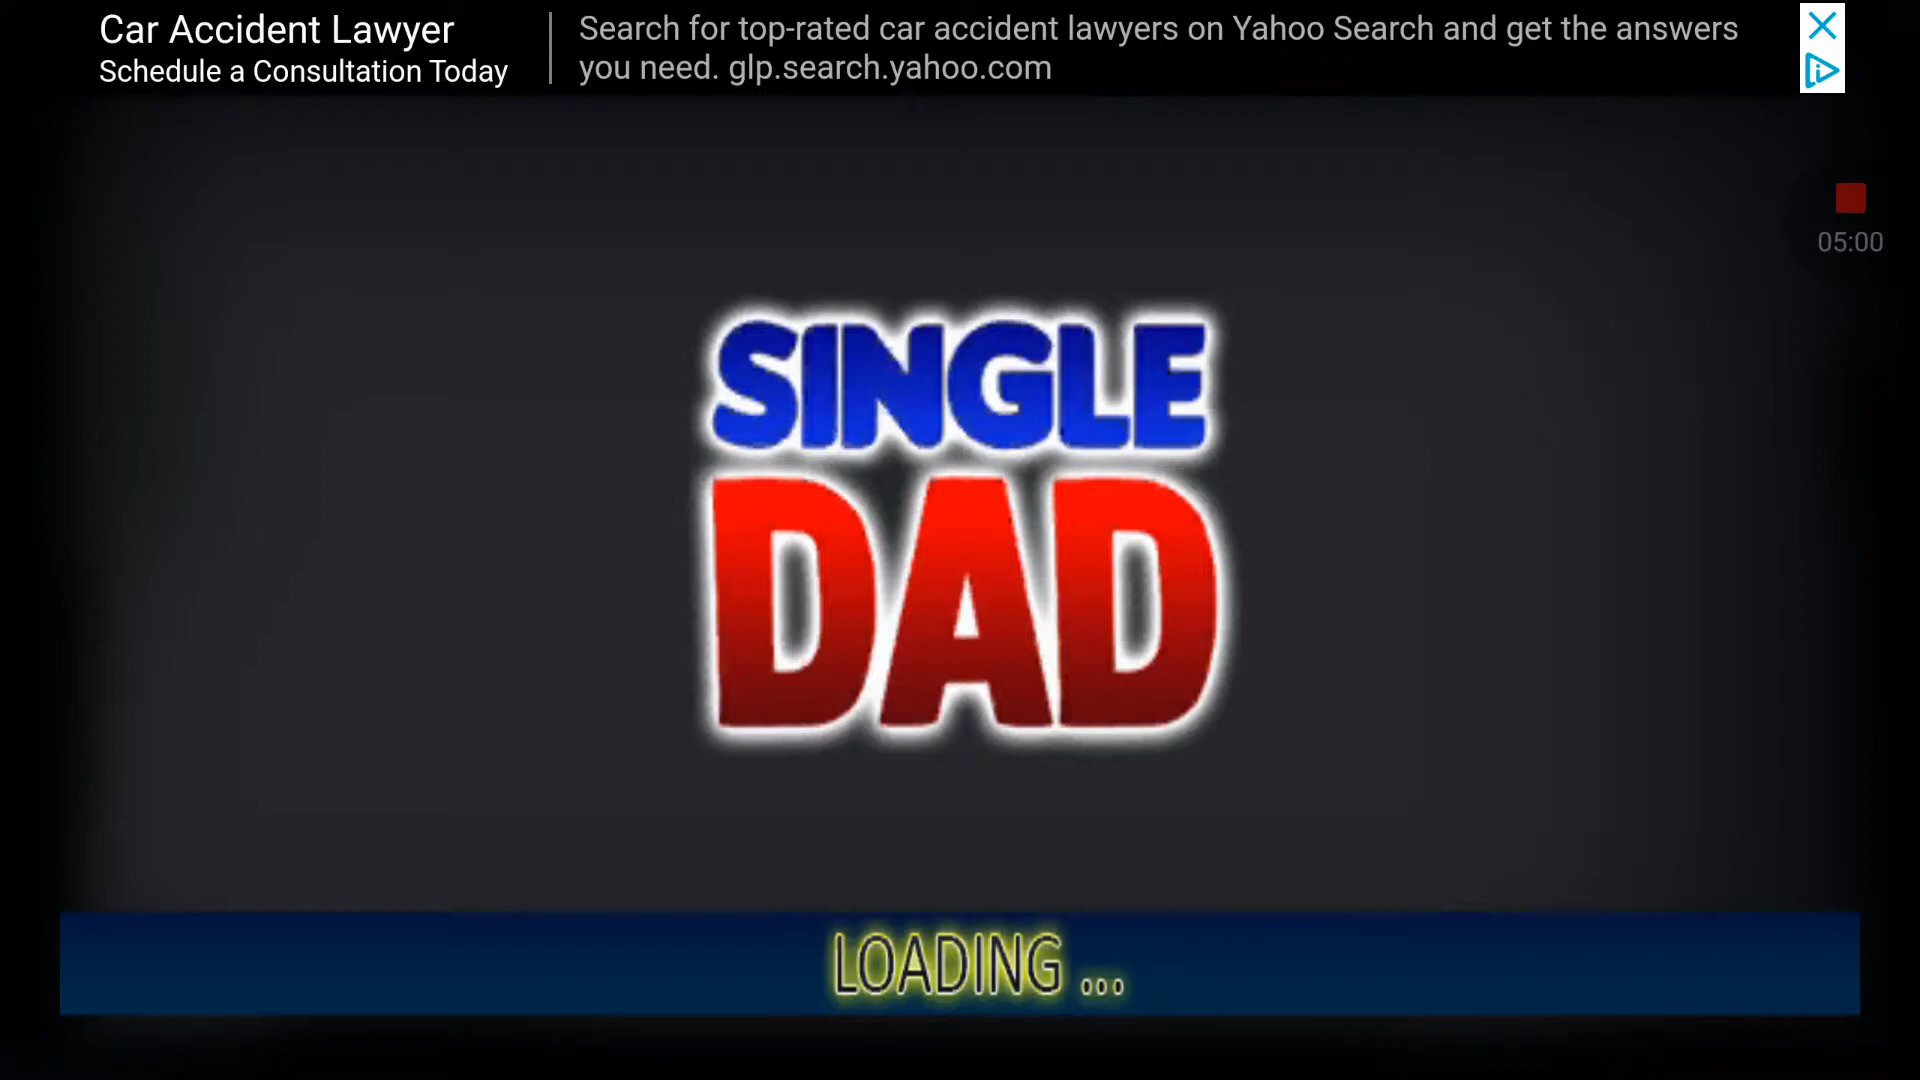 Car Accident Lawyer
Schedule a Consultation Today
Search for top-rated car accident lawyers on Yahoo Search and get the answers
you need. glp.search.yahoo.com
05:00
SINGLE
DAD
LOADING ...